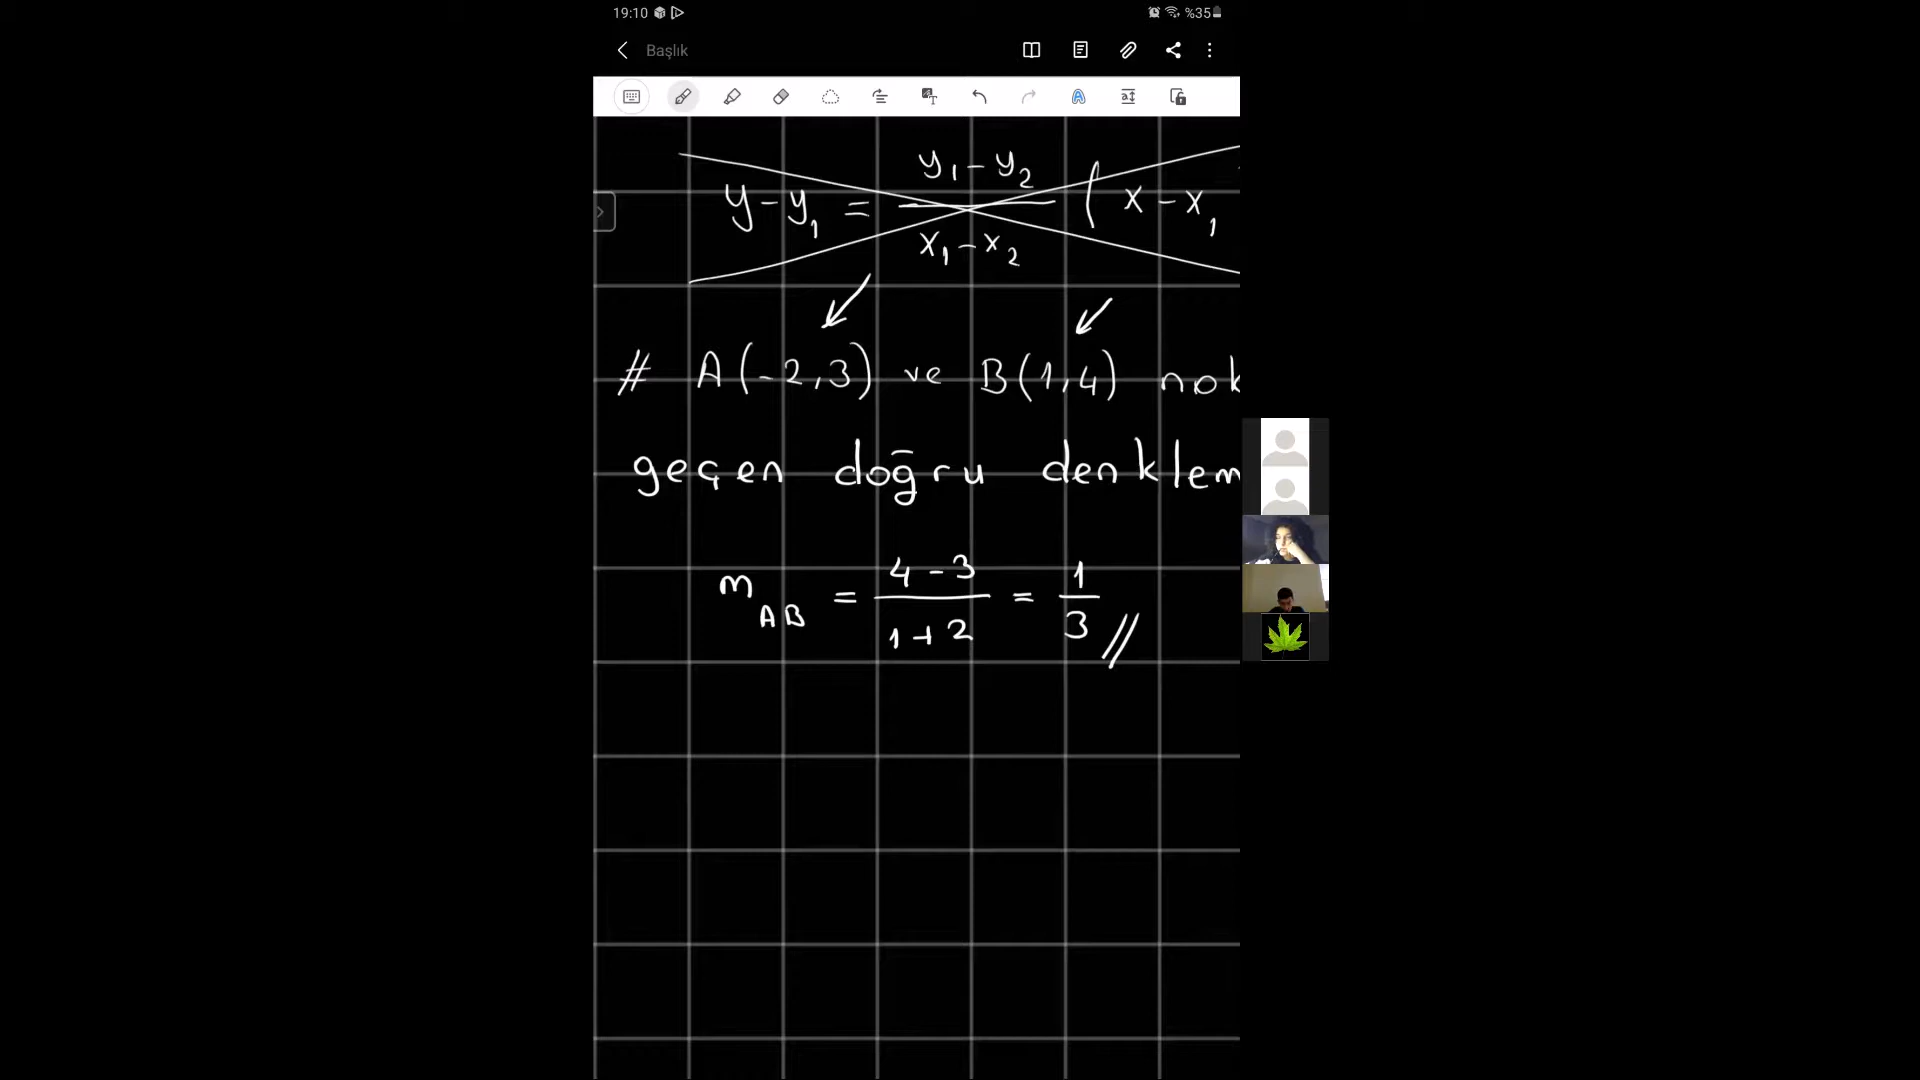 19:10 %35
Başlık
y-y₁ = y₁-y₂ / x₁-x₂ (x-x₁
# A(-2,3) ve B(1,4) nok
geçen doğru denklem
m AB = 4-3 / 1+2 = 1/3 //